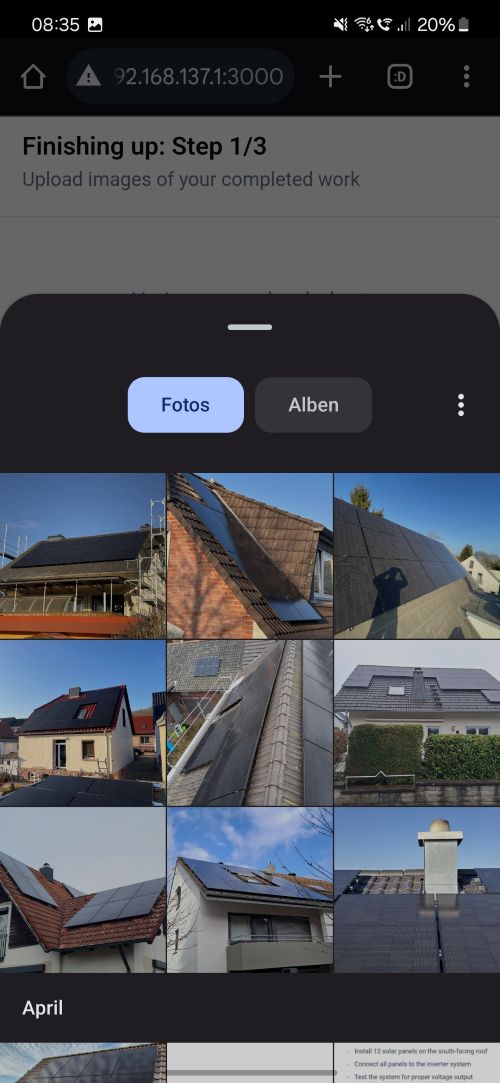 08:35
20%
92.168.137.1:3000
:D
Finishing up: Step 1/3
Upload images of your completed work
Fotos
Alben
April
Install 12 solar panels on the south-facing roof
Connect all panels to the inverter system
Test the system for proper voltage output